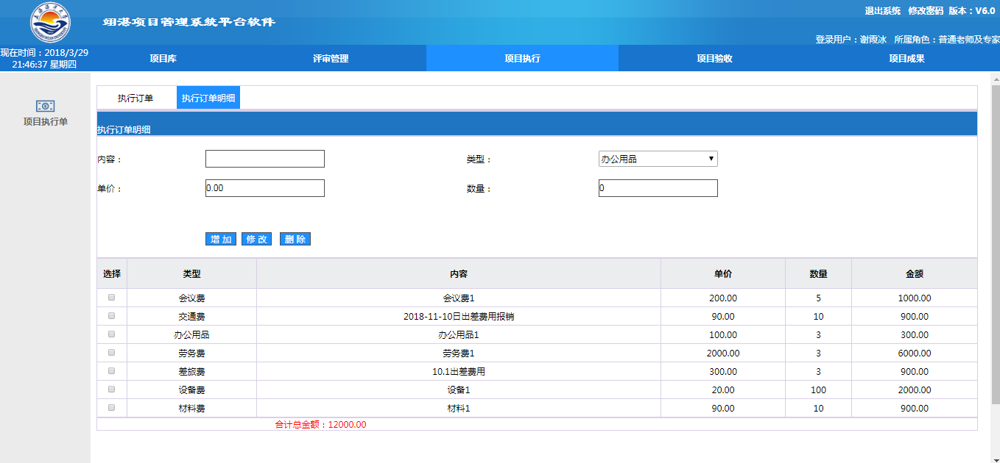 翊湛项目管理系统平台软件
退出系统 修改密码 版本：V6.0
登录用户：谢霞冰 所属角色：普通老师及专家
现在时间：2018/3/29
21:46:37 星期四
项目库 评审管理 项目执行 项目验收 项目成果
项目执行单
执行订单 执行订单明细
执行订单明细
内容： 类型： 办公用品
单价： 0.00 数量： 0
增 加 修 改 删 除
选择 类型 内容 单价 数量 金额
会议费 会议费1 200.00 5 1000.00
交通费 2018-11-10日出差费用报销 90.00 10 900.00
办公用品 办公用品1 100.00 3 300.00
劳务费 劳务费1 2000.00 3 6000.00
差旅费 10.1出差费用 300.00 3 900.00
设备费 设备1 20.00 100 2000.00
材料费 材料1 90.00 10 900.00
合计总金额：12000.00